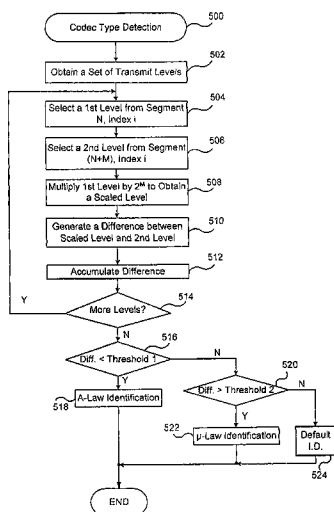 Codec Type Detection
500
502
Obtain a Set of Transmit Levels
504
Select a 1st Level from Segment
N, Index i
506
Select a 2nd Level from Segment
(N+M), Index i
508
Multiply 1st Level by 2^M to Obtain
a Scaled Level
510
Generate a Difference between
Scaled Level and 2nd Level
512
Accumulate Difference
514
Y
More Levels?
N
516
Diff. < Threshold 1
N
520
Y
Diff. > Threshold 2
N
A-Law Identification
518
522
Y
μ-Law Identification
Default
I.D.
524
END